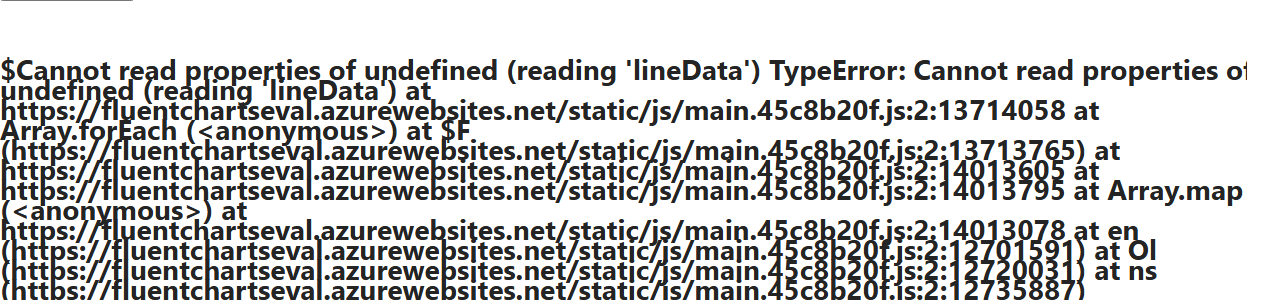 $Cannot read properties of undefined (reading 'lineData') TypeError: Cannot read properties of
undefined (reading 'lineData') at
https://fluentchartseval.azurewebsites.net/static/js/main.45c8b20f.js:2:13714058 at
Array.forEach (<anonymous>) at $F
(https://fluentchartseval.azurewebsites.net/static/js/main.45c8b20f.js:2:13713765) at
https://fluentchartseval.azurewebsites.net/static/js/main.45c8b20f.js:2:14013605 at
https://fluentchartseval.azurewebsites.net/static/js/main.45c8b20f.js:2:14013795 at Array.map
(<anonymous>) at
https://fluentchartseval.azurewebsites.net/static/js/main.45c8b20f.js:2:14013078 at en
(https://fluentchartseval.azurewebsites.net/static/js/main.45c8b20f.js:2:12701591) at Ol
(https://fluentchartseval.azurewebsites.net/static/js/main.45c8b20f.js:2:12720031) at ns
(https://fluentchartseval.azurewebsites.net/static/js/main.45c8b20f.js:2:12735887)